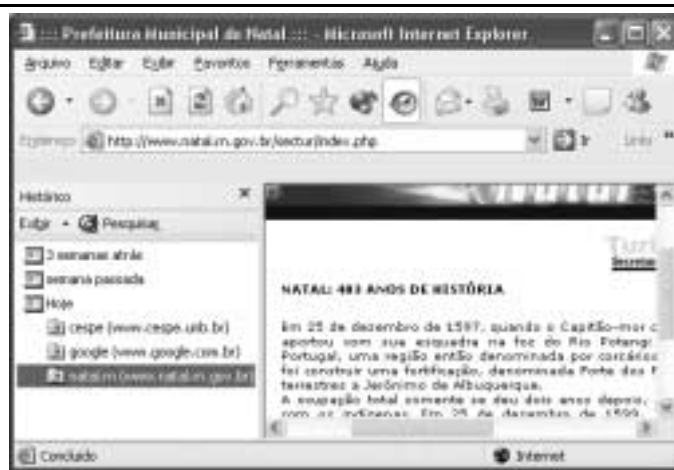 ::: Prefeitura Municipal de Natal ::: - Microsoft Internet Explorer
Arquivo Editar Exibir Favoritos Ferramentas Ajuda
Endereço http://www.natal.rn.gov.br/sectur/index.php Ir Links »
Histórico ×
Exibir Pesquisar
3 semanas atrás
semana passada
Hoje
cespe (www.cespe.unb.br)
google (www.google.com.br)
natal.rn (www.natal.rn.gov.br)
NATAL: 403 ANOS DE HISTÓRIA
Em 25 de dezembro de 1597, quando o Capitão-mor
aportou com sua esquadra na foz do Rio Potengi
Portugal, uma região então denominada por
foi construir uma fortificação, denominada Forte dos
terrestres a Jerônimo de Albuquerque.
A ocupação total somente se deu dois anos depois,
com os indígenas. Em 25 de dezembro de 1599,
Concluído Internet